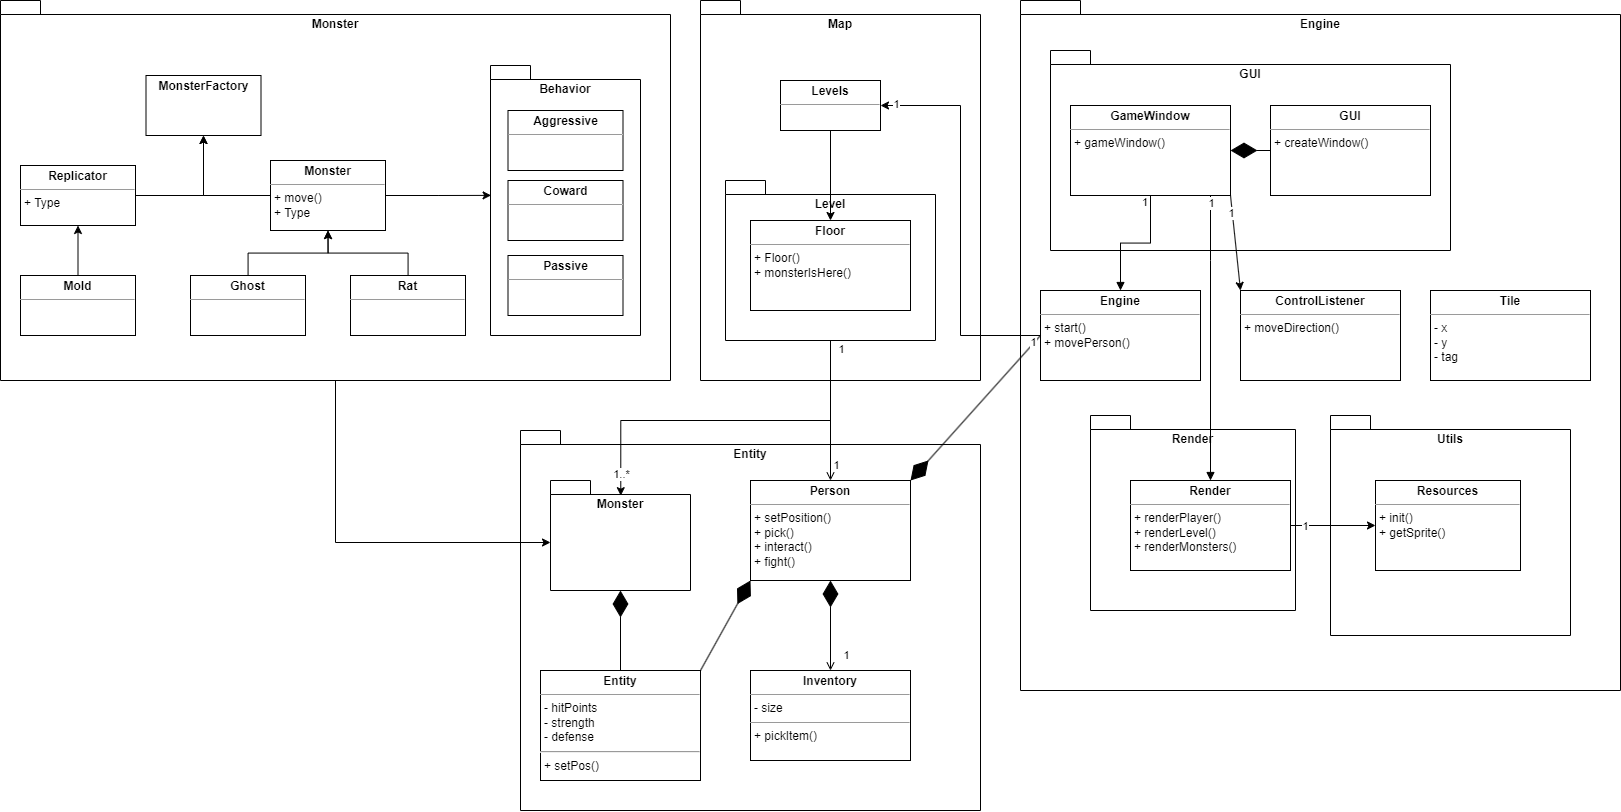 Monster
MonsterFactory
Replicator
+ Type
Monster
+ move()
+ Type
Mold
Ghost
Rat
Behavior
Aggressive
Coward
Passive
Map
Levels
1
Level
Floor
+ Floor()
+ monsterIsHere()
1
Engine
GUI
GameWindow
+ gameWindow()
GUI
+ createWindow()
1
1
1
Engine
+ start()
+ movePerson()
1
ControlListener
+ moveDirection()
Tile
- x
- y
- tag
Render
Render
+ renderPlayer()
+ renderLevel()
+ renderMonsters()
1
Utils
Resources
+ init()
+ getSprite()
Entity
1..*
Monster
1
Person
+ setPosition()
+ pick()
+ interact()
+ fight()
Entity
- hitPoints
- strength
- defense
+ setPos()
1
Inventory
- size
+ pickItem()